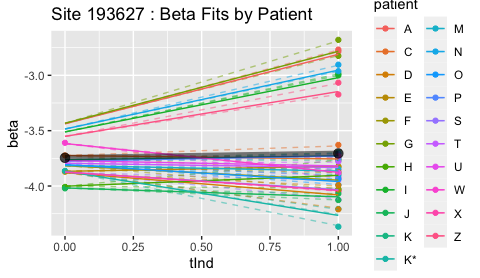 Site 193627 : Beta Fits by Patient
beta
-3.0
-3.5
-4.0
0.00 0.25 0.50 0.75 1.00
tInd
patient
A M
C N
D O
E P
F S
G T
H U
I W
J X
K Z
K*